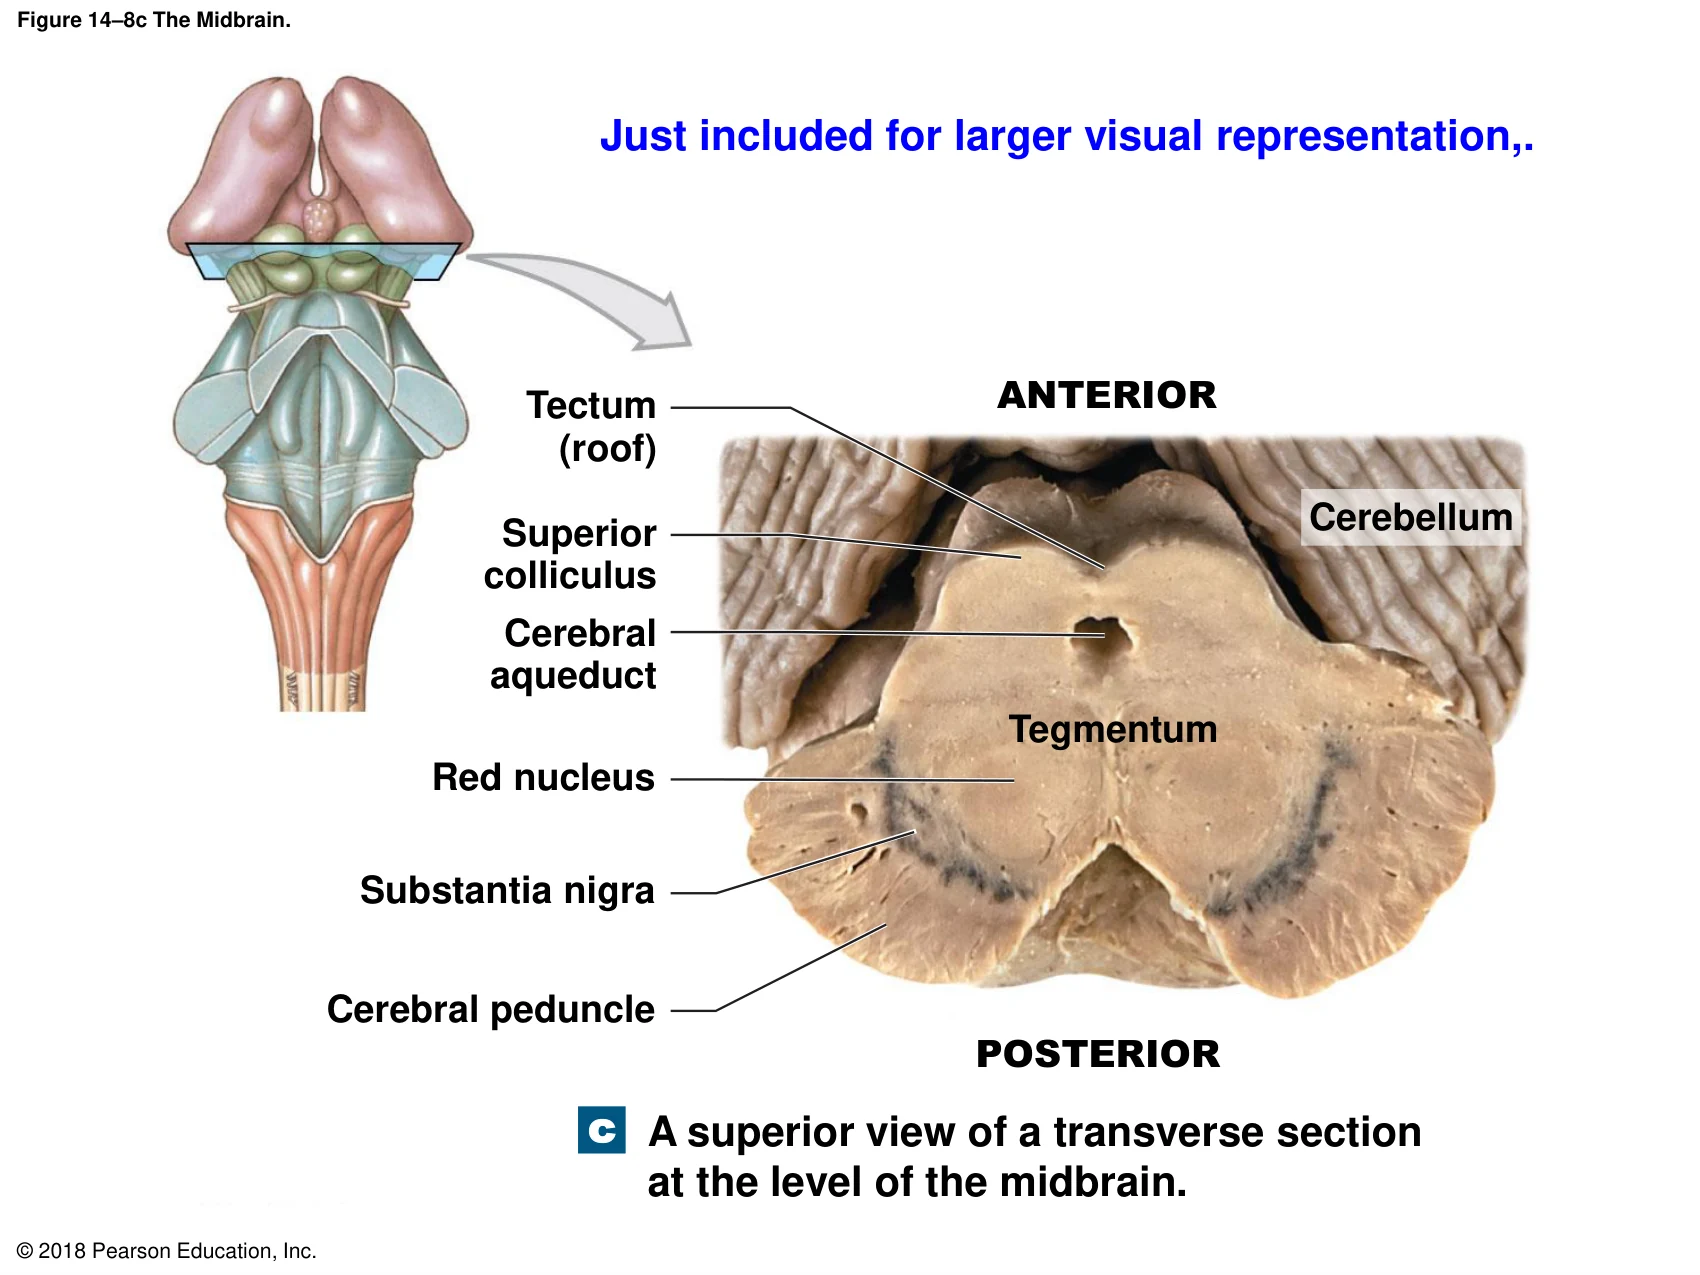 Figure 14–8c The Midbrain.
Just included for larger visual representation,.
ANTERIOR
Tectum
(roof)
Cerebellum
Superior
colliculus
Cerebral
aqueduct
Tegmentum
Red nucleus
Substantia nigra
Cerebral peduncle
POSTERIOR
C A superior view of a transverse section
at the level of the midbrain.
© 2018 Pearson Education, Inc.